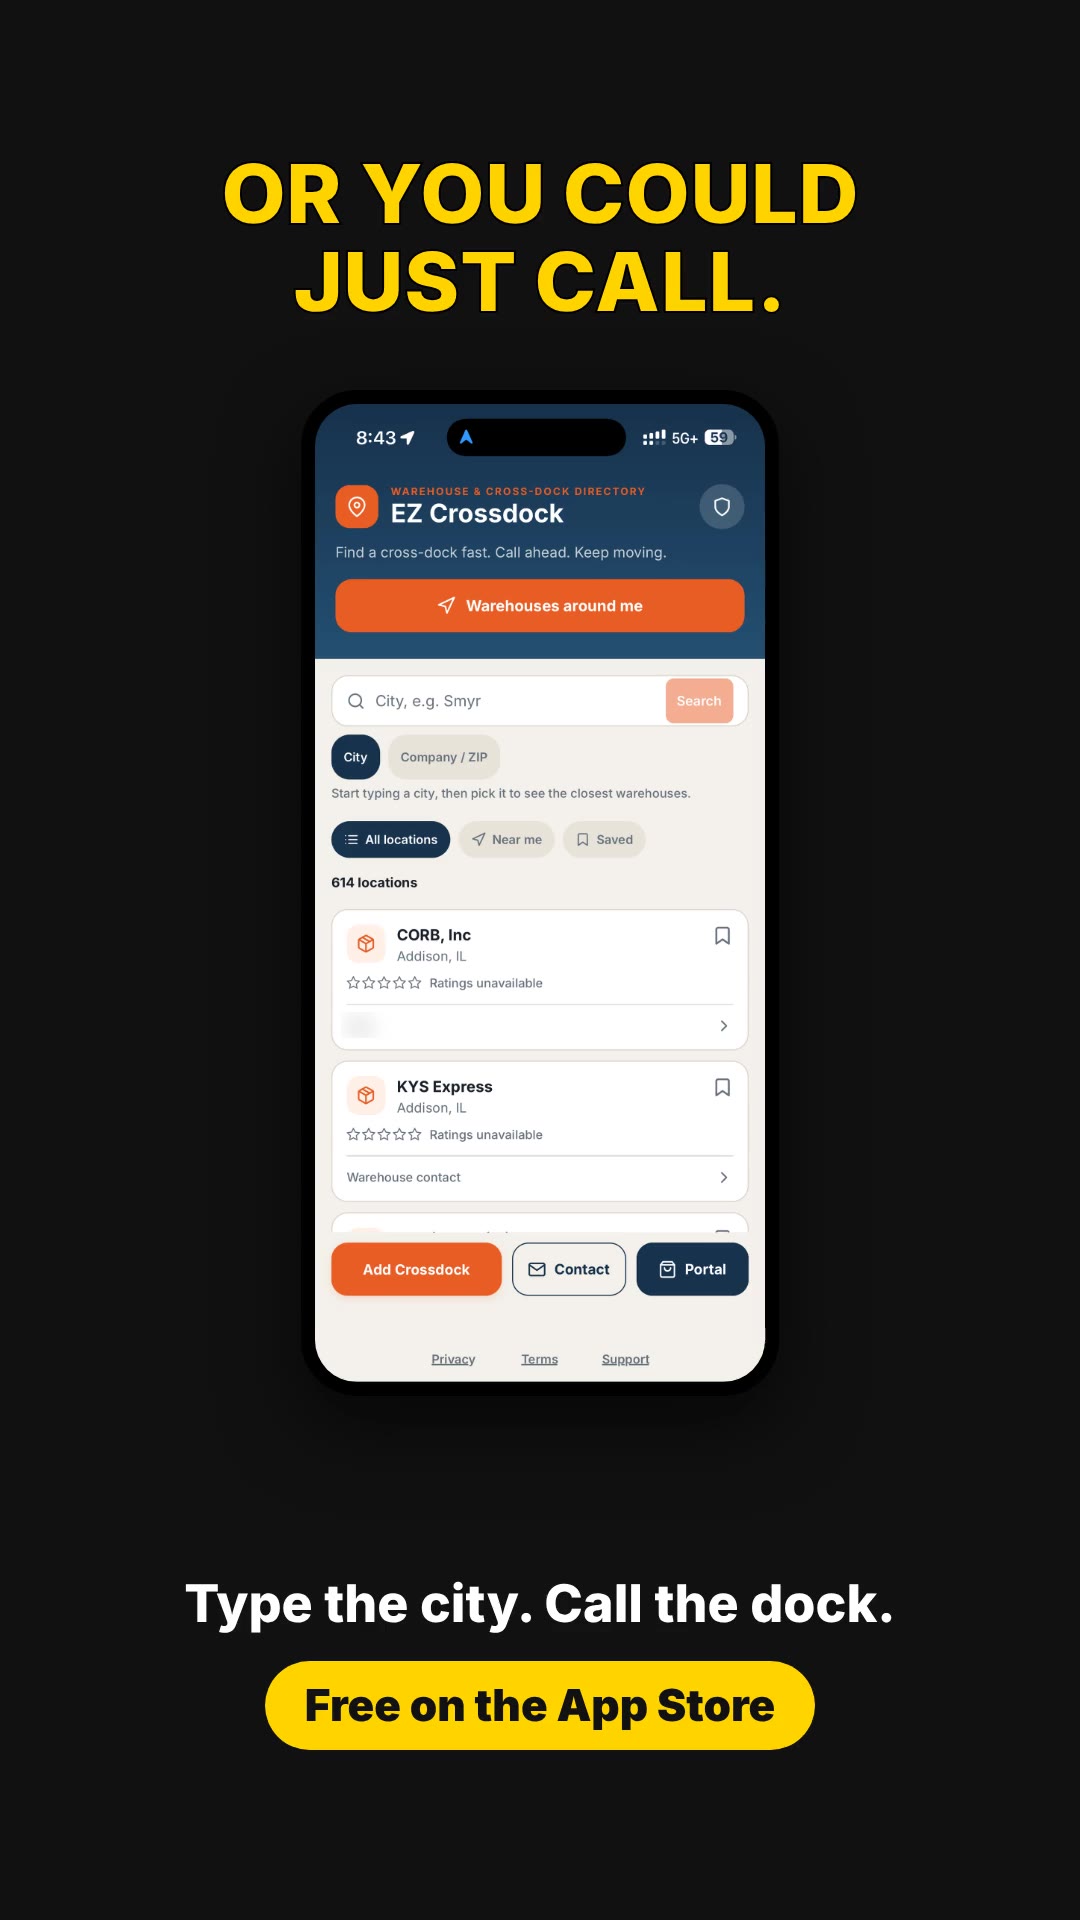 OR YOU COULD
JUST CALL.
8:43
5G+
59
WAREHOUSE & CROSS-DOCK DIRECTORY
EZ Crossdock
Find a cross-dock fast. Call ahead. Keep moving.
Warehouses around me
City, e.g. Smyr
Search
City
Company / ZIP
Start typing a city, then pick it to see the closest warehouses.
All locations
Near me
Saved
614 locations
CORB, Inc
Addison, IL
Ratings unavailable
KYS Express
Addison, IL
Ratings unavailable
Warehouse contact
Add Crossdock
Contact
Portal
Privacy
Terms
Support
Type the city. Call the dock.
Free on the App Store